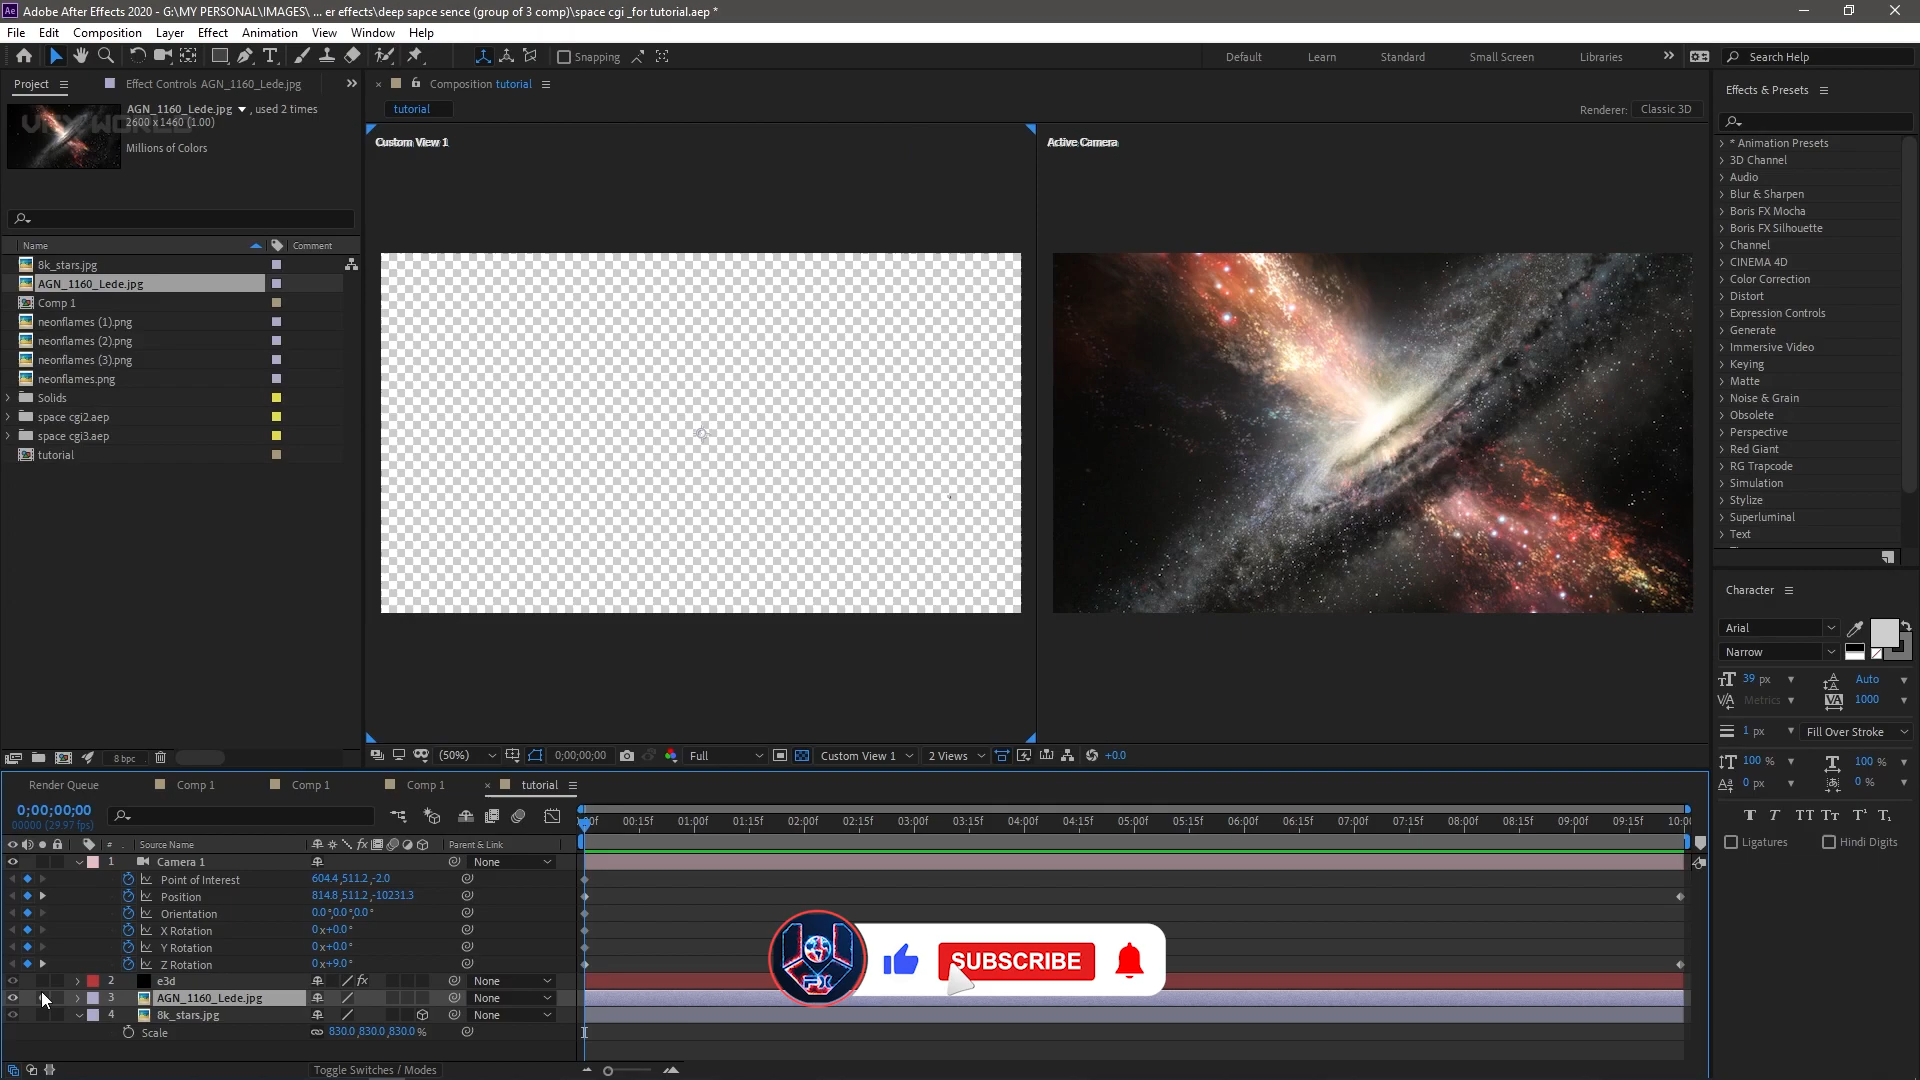 Ae Adobe After Effects 2020 - G:\MY PERSONAL\IMAGES\ ... er effects\deep sapce sence (group of 3 comp)\space cgi _for tutorial.aep *
File Edit Composition Layer Effect Animation View Window Help
Snapping
Default Learn Standard Small Screen Libraries Search Help
Project Effect Controls AGN_1160_Lede.jpg
Composition tutorial
Effects & Presets
AGN_1160_Lede.jpg , used 2 times
2600 x 1460 (1.00)
Millions of Colors
tutorial
Renderer: Classic 3D
Custom View 1
Active Camera
Name Comment
8k_stars.jpg
AGN_1160_Lede.jpg
Comp 1
neonflames (1).png
neonflames (2).png
neonflames (3).png
neonflames.png
Solids
space cgi2.aep
space cgi3.aep
tutorial
* Animation Presets
3D Channel
Audio
Blur & Sharpen
Boris FX Mocha
Boris FX Silhouette
Channel
CINEMA 4D
Color Correction
Distort
Expression Controls
Generate
Immersive Video
Keying
Matte
Noise & Grain
Obsolete
Perspective
Red Giant
RG Trapcode
Simulation
Stylize
Superluminal
Text
Character
Arial
Narrow
39 px Auto
Metrics 1000
1 px Fill Over Stroke
100 % 100 %
0 px 0 %
T T TT Tt T¹ T₁
Ligatures Hindi Digits
8 bpc
(50%) 0;00;00;00 Full Custom View 1 2 Views +0.0
Render Queue Comp 1 Comp 1 Comp 1 tutorial
0;00;00;00
00000 (29.97 fps)
:00f 00:15f 01:00f 01:15f 02:00f 02:15f 03:00f 03:15f 04:00f 04:15f 05:00f 05:15f 06:00f 06:15f 07:00f 07:15f 08:00f 08:15f 09:00f 09:15f 10:00
# Source Name fx Parent & Link
1 Camera 1 None
Point of Interest 604.4,511.2,-2.0
Position 814.8,511.2,-10231.3
Orientation 0.0°,0.0°,0.0°
X Rotation 0x+0.0°
Y Rotation 0x+0.0°
Z Rotation 0x+9.0°
2 e3d fx None
3 AGN_1160_Lede.jpg None
4 8k_stars.jpg None
Scale 830.0,830.0,830.0%
FX
SUBSCRIBE
Toggle Switches / Modes